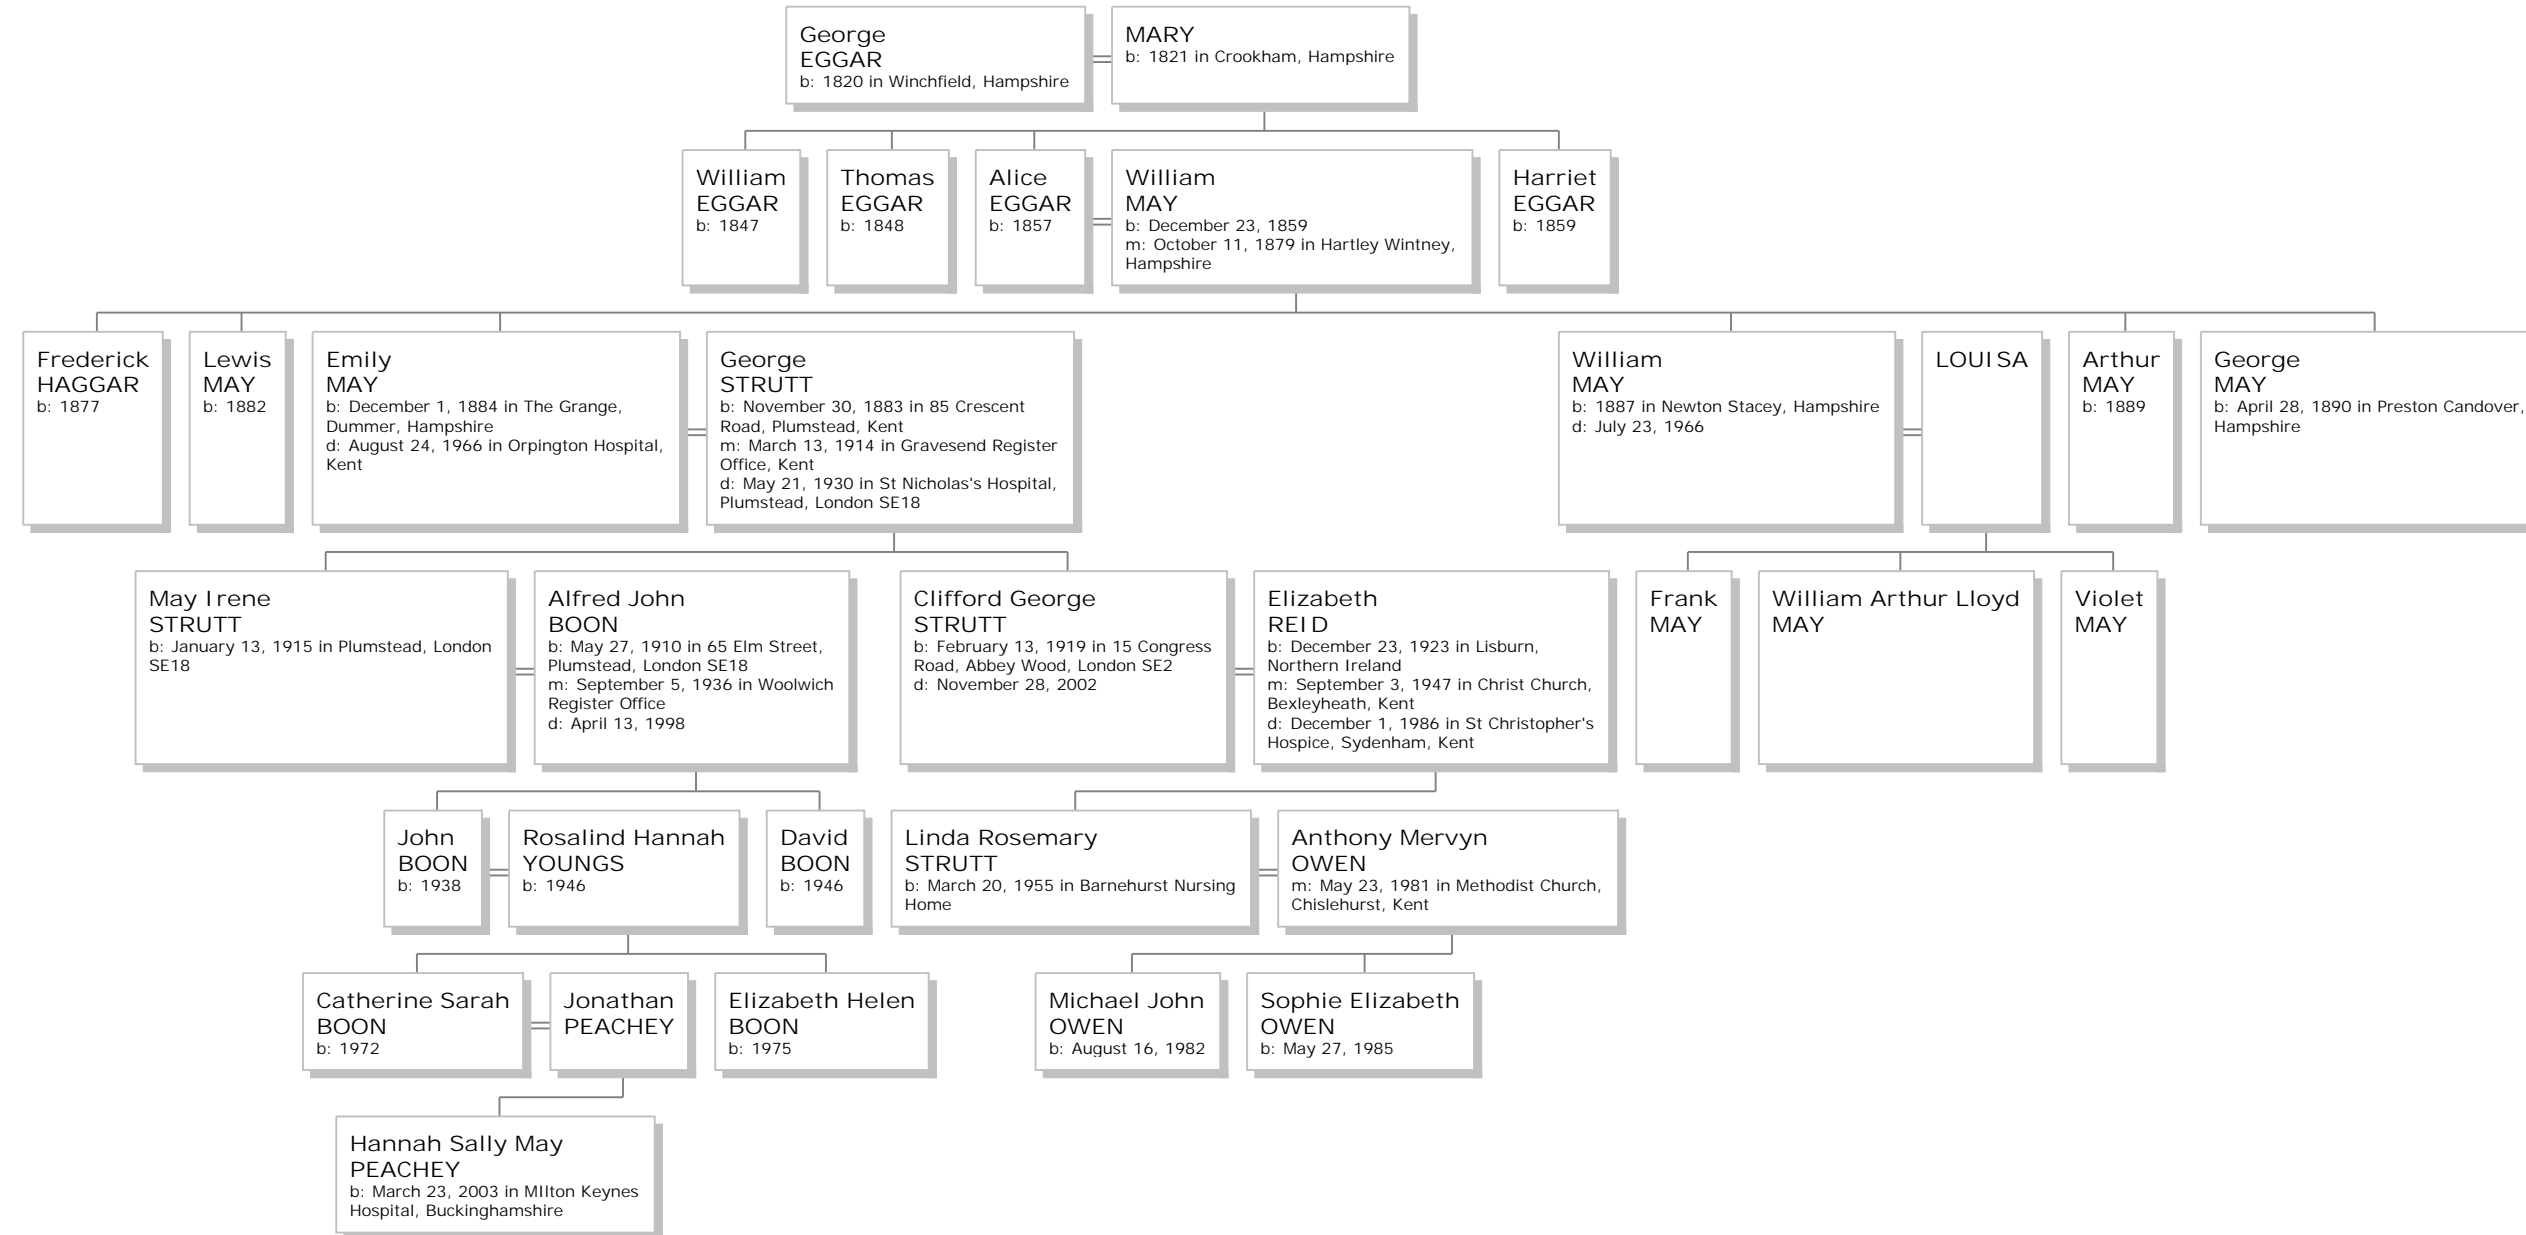 George
EGGAR
b: 1820 in Winchfield, Hampshire
MARY
b: 1821 in Crookham, Hampshire
William
EGGAR
b: 1847
Thomas
EGGAR
b: 1848
Alice
EGGAR
b: 1857
William
MAY
b: December 23, 1859
m: October 11, 1879 in Hartley Wintney,
Hampshire
Harriet
EGGAR
b: 1859
Frederick
HAGGAR
b: 1877
Lewis
MAY
b: 1882
Emily
MAY
b: December 1, 1884 in The Grange,
Dummer, Hampshire
d: August 24, 1966 in Orpington Hospital,
Kent
George
STRUTT
b: November 30, 1883 in 85 Crescent
Road, Plumstead, Kent
m: March 13, 1914 in Gravesend Register
Office, Kent
d: May 21, 1930 in St Nicholas's Hospital,
Plumstead, London SE18
William
MAY
b: 1887 in Newton Stacey, Hampshire
d: July 23, 1966
LOUISA
Arthur
MAY
b: 1889
George
MAY
b: April 28, 1890 in Preston Candover,
Hampshire
May Irene
STRUTT
b: January 13, 1915 in Plumstead, London
SE18
Alfred John
BOON
b: May 27, 1910 in 65 Elm Street,
Plumstead, London SE18
m: September 5, 1936 in Woolwich
Register Office
d: April 13, 1998
Clifford George
STRUTT
b: February 13, 1919 in 15 Congress
Road, Abbey Wood, London SE2
d: November 28, 2002
Elizabeth
REID
b: December 23, 1923 in Lisburn,
Northern Ireland
m: September 3, 1947 in Christ Church,
Bexleyheath, Kent
d: December 1, 1986 in St Christopher's
Hospice, Sydenham, Kent
Frank
MAY
William Arthur Lloyd
MAY
Violet
MAY
John
BOON
b: 1938
Rosalind Hannah
YOUNGS
b: 1946
David
BOON
b: 1946
Linda Rosemary
STRUTT
b: March 20, 1955 in Barnehurst Nursing
Home
Anthony Mervyn
OWEN
m: May 23, 1981 in Methodist Church,
Chislehurst, Kent
Catherine Sarah
BOON
b: 1972
Jonathan
PEACHEY
Elizabeth Helen
BOON
b: 1975
Michael John
OWEN
b: August 16, 1982
Sophie Elizabeth
OWEN
b: May 27, 1985
Hannah Sally May
PEACHEY
b: March 23, 2003 in MIlton Keynes
Hospital, Buckinghamshire